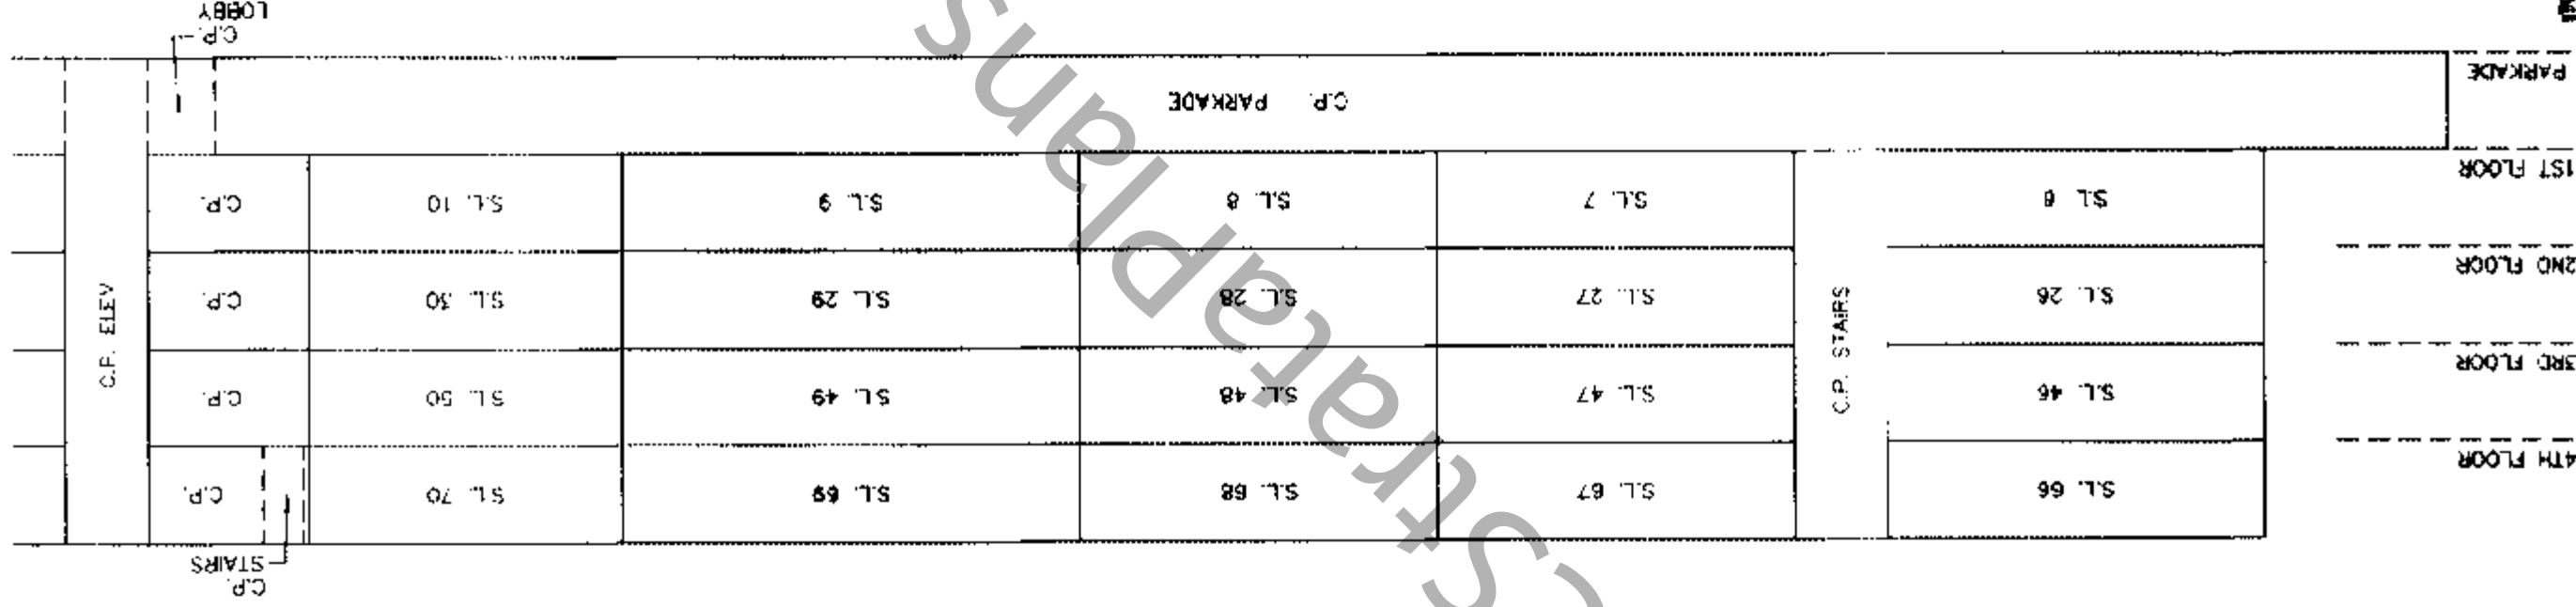 C.P.
STAIRS
4TH FLOOR
S.L. 66
S.L. 67
S.L. 68
S.L. 69
S.L. 70
C.P.
3RD FLOOR
S.L. 46
C.P. STAIRS
S.L. 47
S.L. 48
S.L. 49
S.L. 50
C.P.
C.P. ELEV
2ND FLOOR
S.L. 26
S.L. 27
S.L. 28
S.L. 29
S.L. 30
C.P.
1ST FLOOR
S.L. 6
S.L. 7
S.L. 8
S.L. 9
S.L. 10
C.P.
PARKADE
C.P. PARKADE
C.P.
LOBBY
strataplans